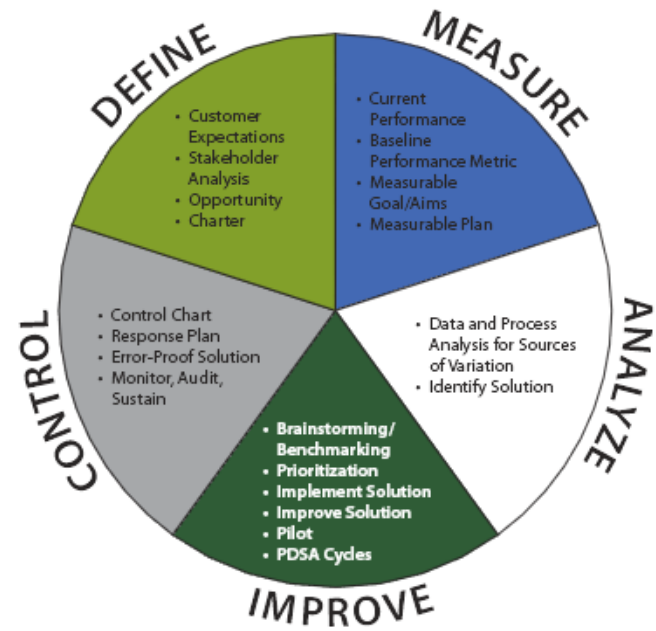 DEFINE
• Customer
Expectations
• Stakeholder
Analysis
• Opportunity
• Charter
MEASURE
• Current
Performance
• Baseline
Performance Metric
• Measurable
Goal/Aims
• Measurable Plan
ANALYZE
• Data and Process
Analysis for Sources
of Variation
• Identify Solution
IMPROVE
• Brainstorming/
Benchmarking
• Prioritization
• Implement Solution
• Improve Solution
• Pilot
• PDSA Cycles
CONTROL
• Control Chart
• Response Plan
• Error-Proof Solution
• Monitor, Audit,
Sustain